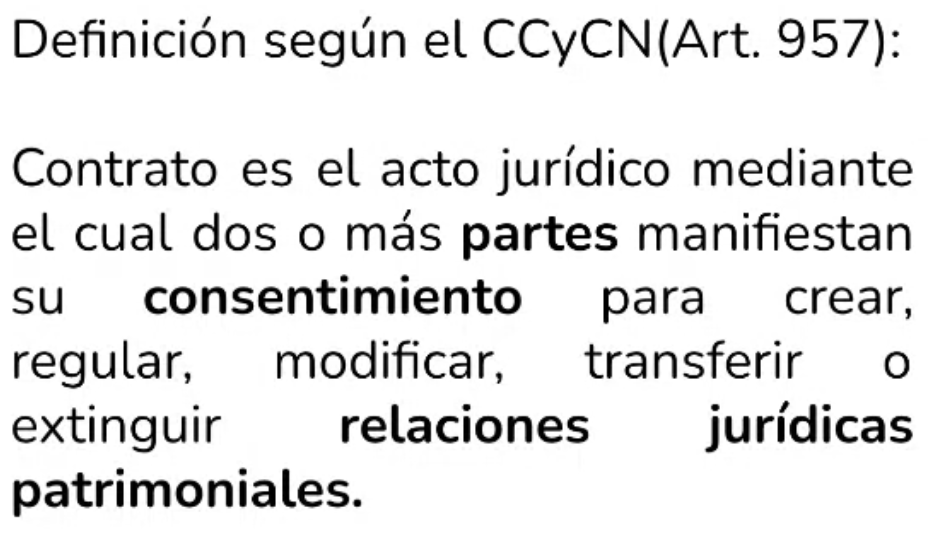 Definición según el CCyCN(Art. 957):
Contrato es el acto jurídico mediante
el cual dos o más partes manifiestan
su consentimiento para crear,
regular, modificar, transferir o
extinguir relaciones jurídicas
patrimoniales.